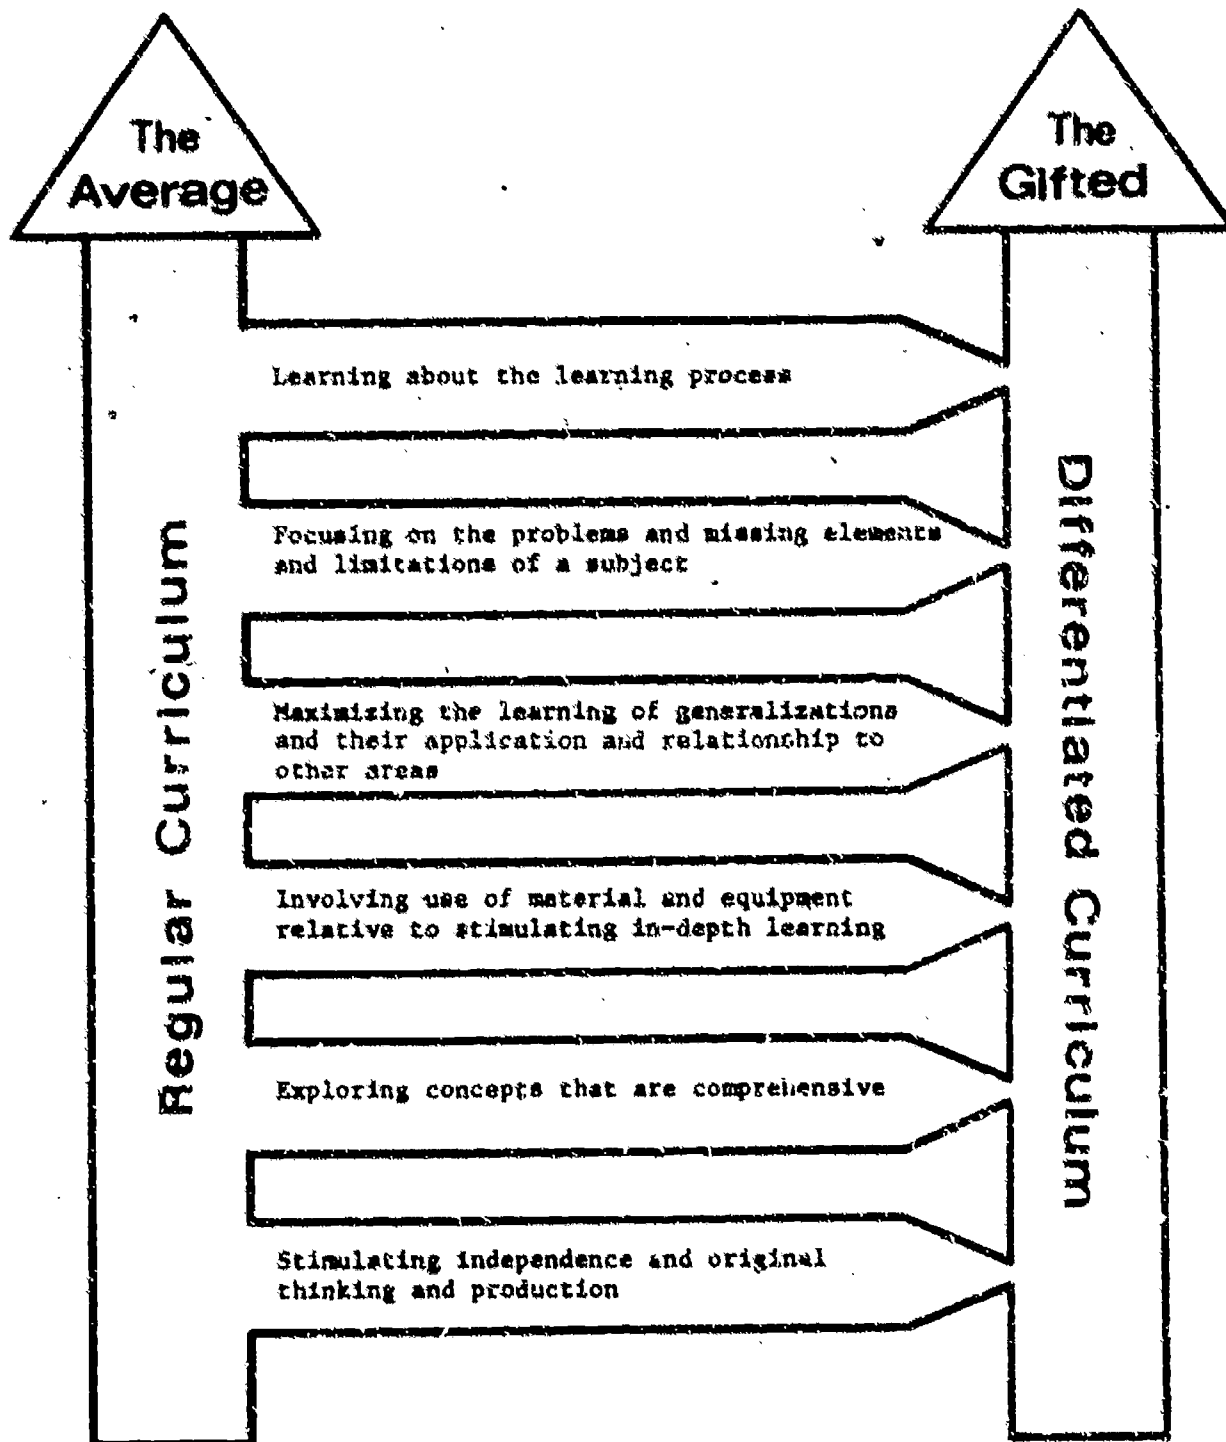 The
Average
The
Gifted
Learning about the learning process
Focusing on the problems and missing elements
and limitations of a subject
Maximizing the learning of generalizations
and their application and relationship to
other areas
Involving use of material and equipment
relative to stimulating in-depth learning
Exploring concepts that are comprehensive
Stimulating independence and original
thinking and production
Regular Curriculum
Differentiated Curriculum